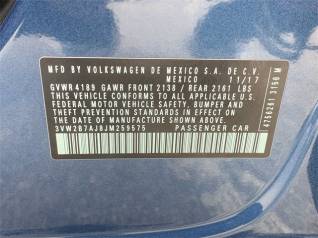 MFD BY VOLKSWAGEN DE MEXICO S.A. DE C.V.
MEXICO 11/17
GVWR 4189 GAWR FRONT 2138 / REAR 2161 LBS
THIS VEHICLE CONFORMS TO ALL APPLICABLE
FEDERAL MOTOR VEHICLE SAFETY, BUMPER AND
THEFT PREVENTION STANDARDS IN EFFECT
ON THE DATE OF MANUFACTURE SHOWN ABOVE.
3VW2B7AJ8JM259575 PASSENGER CAR
4756261 3156 M